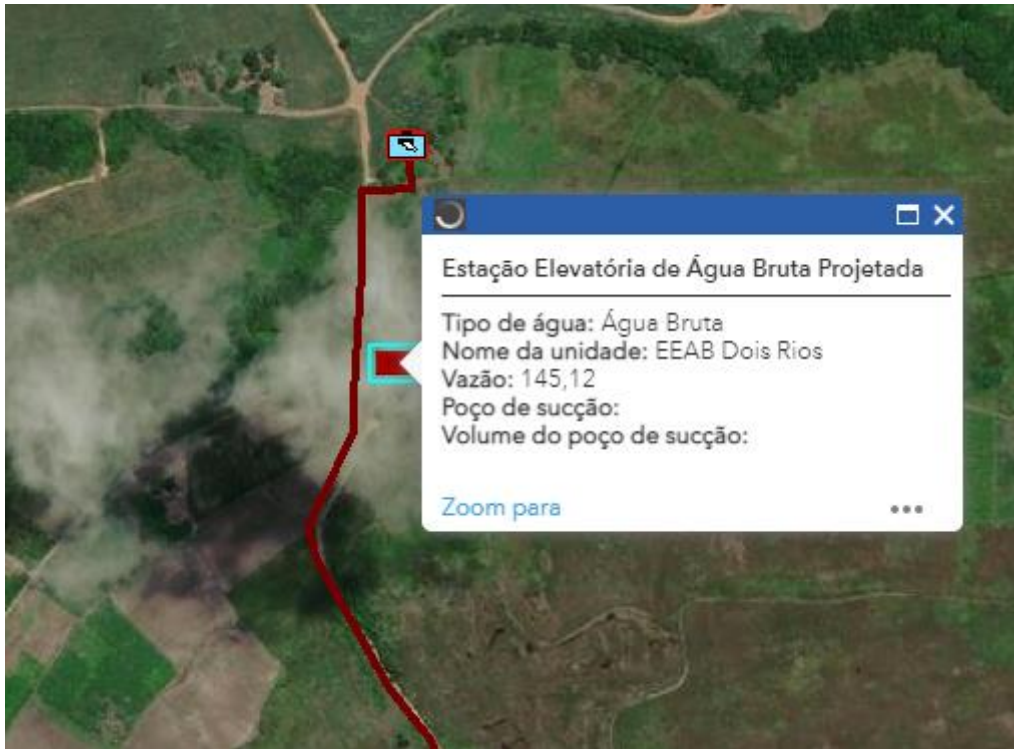 Estação Elevatória de Água Bruta Projetada
Tipo de água: Água Bruta
Nome da unidade: EEAB Dois Rios
Vazão: 145,12
Poço de sucção:
Volume do poço de sucção:
Zoom para